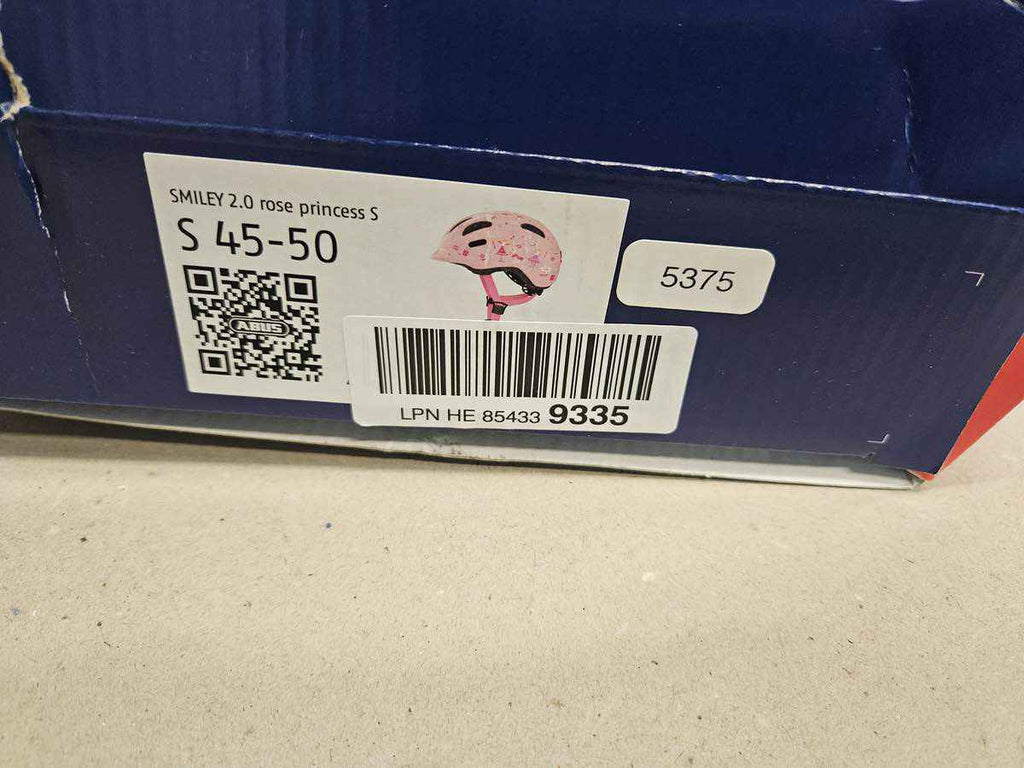 SMILEY 2.0 rose princess S
S 45-50
ABUS
5375
LPN HE 85433 9335